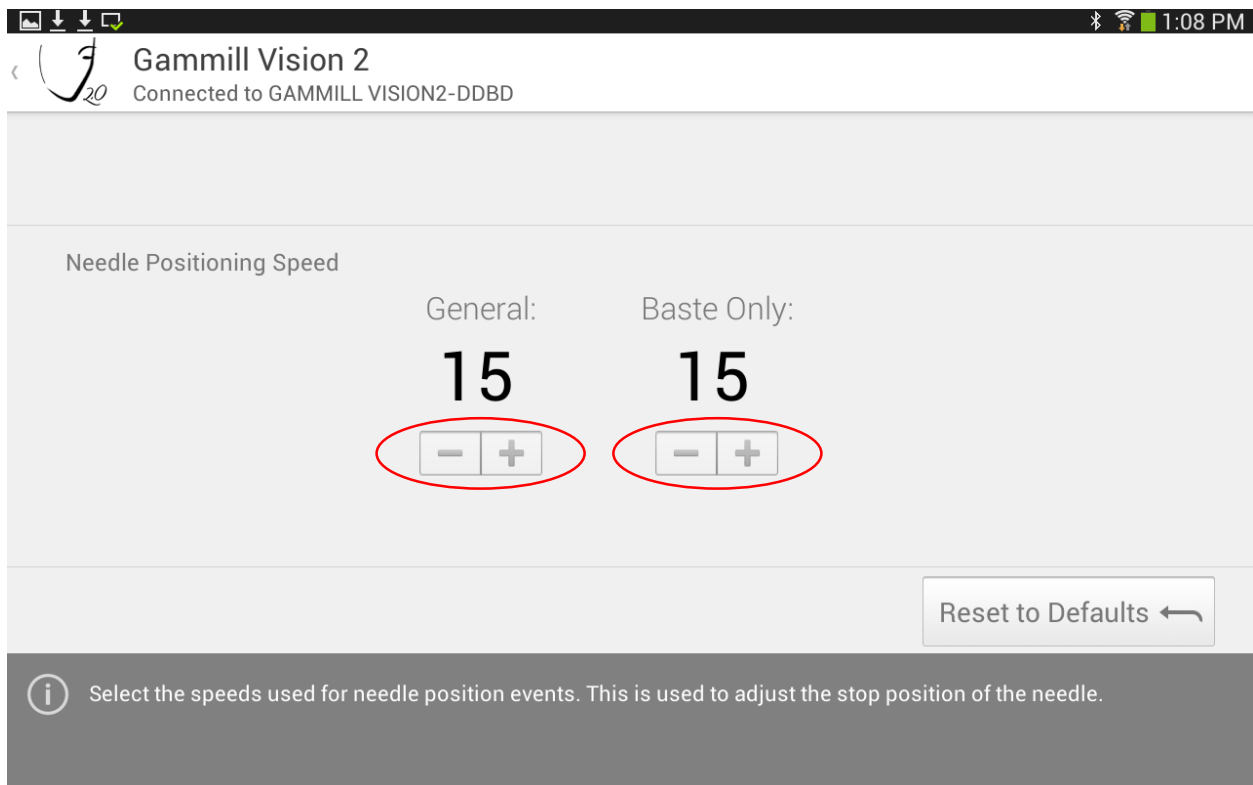 1:08 PM
20
Gammill Vision 2
Connected to GAMMILL VISION2-DDBD
Needle Positioning Speed
General: Baste Only:
15 15
− + − +
Reset to Defaults
Select the speeds used for needle position events. This is used to adjust the stop position of the needle.